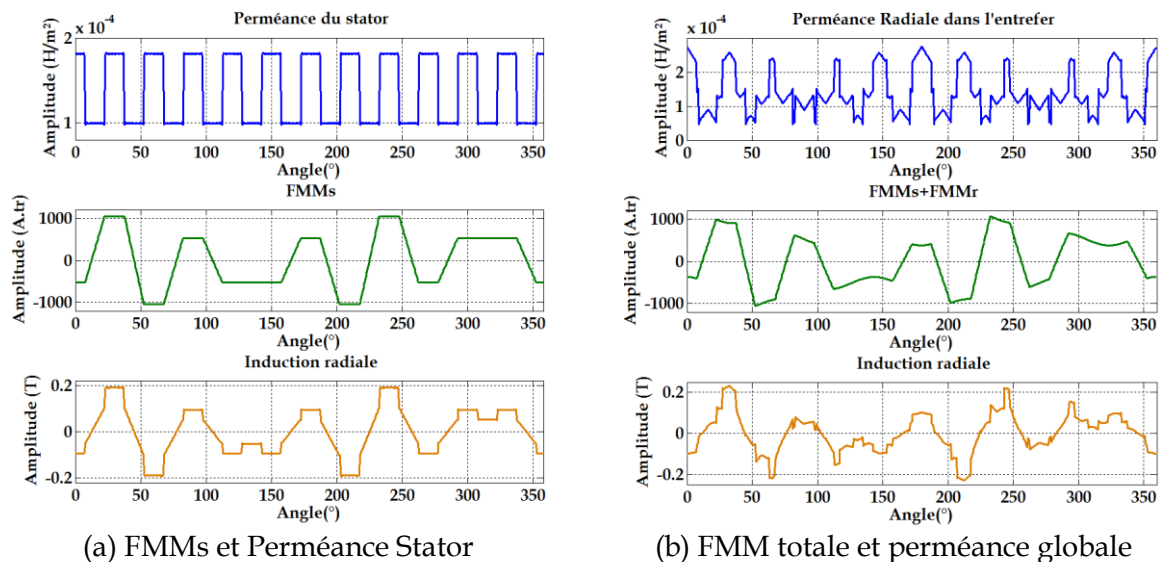 Perméance du stator
x 10⁻⁴
Amplitude (H/m²)
2
1
0 50 100 150 200 250 300 350
Angle(°)
FMMs
Amplitude (A.tr)
1000
0
-1000
0 50 100 150 200 250 300 350
Angle(°)
Induction radiale
Amplitude (T)
0.2
0
-0.2
0 50 100 150 200 250 300 350
Angle(°)
(a) FMMs et Perméance Stator
Perméance Radiale dans l'entrefer
x 10⁻⁴
Amplitude (H/m²)
2
1
0
0 50 100 150 200 250 300 350
Angle(°)
FMMs+FMMr
Amplitude (A.tr)
1000
0
-1000
0 50 100 150 200 250 300 350
Angle(°)
Induction radiale
Amplitude (T)
0.2
0
-0.2
0 50 100 150 200 250 300 350
Angle(°)
(b) FMM totale et perméance globale